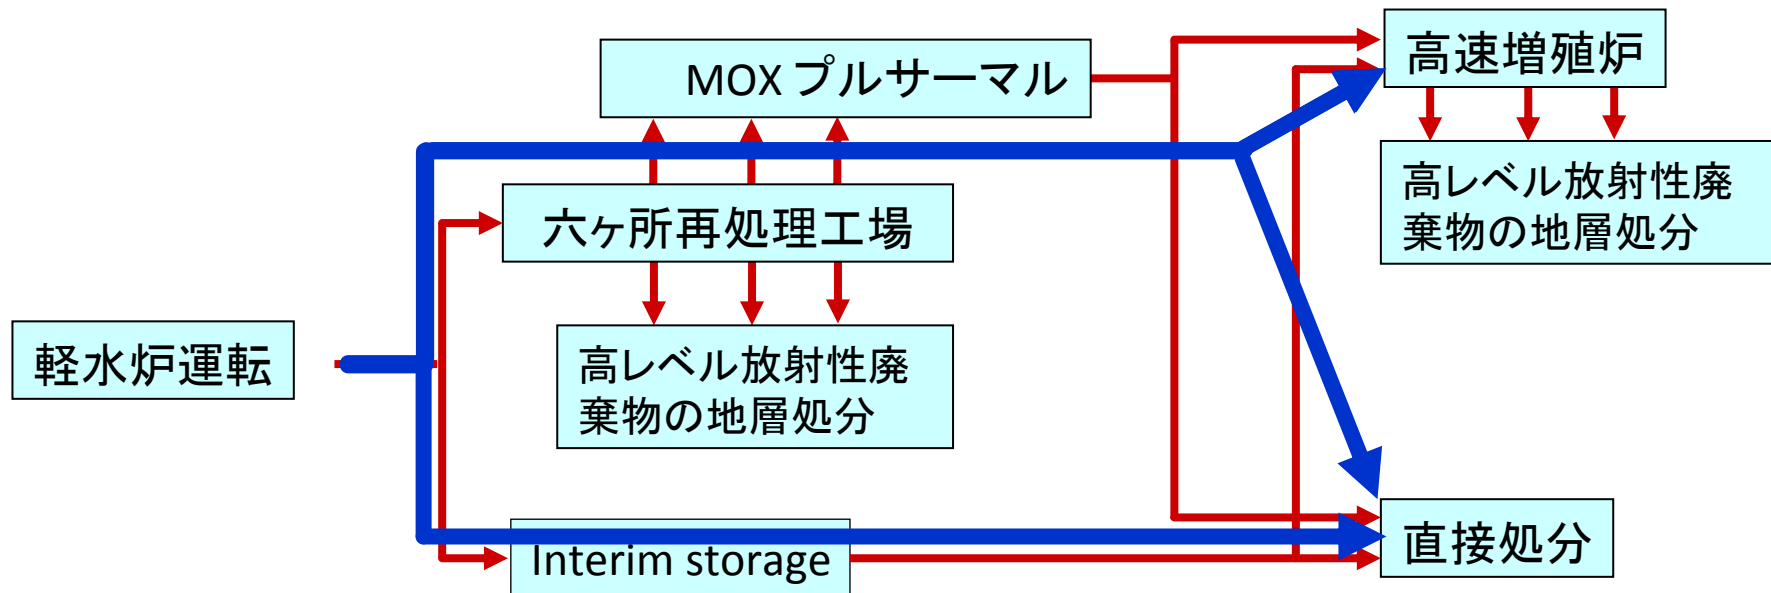 高速増殖炉
MOX プルサーマル
高レベル放射性廃
棄物の地層処分
六ヶ所再処理工場
軽水炉運転
高レベル放射性廃
棄物の地層処分
直接処分
Interim storage